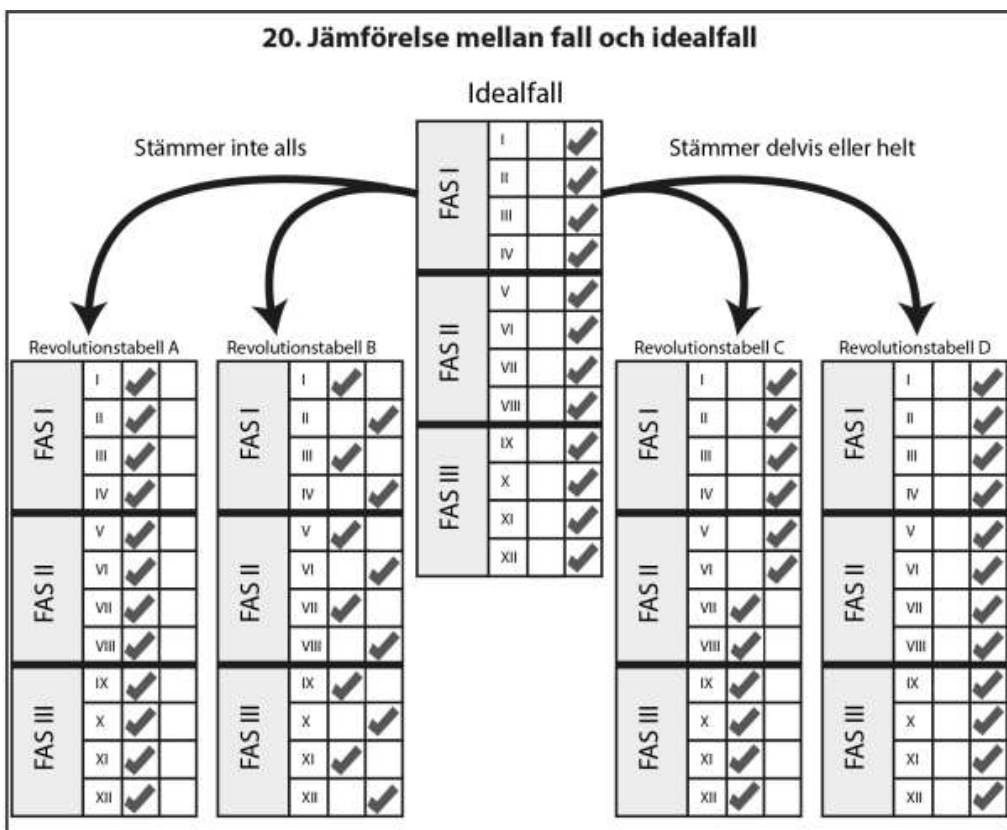 20. Jämförelse mellan fall och idealfall
Idealfall
Stämmer inte alls
Stämmer delvis eller helt
FAS I
I
II
III
IV
FAS II
V
VI
VII
VIII
FAS III
IX
X
XI
XII
Revolutionstabell A
FAS I
I
II
III
IV
FAS II
V
VI
VII
VIII
FAS III
IX
X
XI
XII
Revolutionstabell B
FAS I
I
II
III
IV
FAS II
V
VI
VII
VIII
FAS III
IX
X
XI
XII
Revolutionstabell C
FAS I
I
II
III
IV
FAS II
V
VI
VII
VIII
FAS III
IX
X
XI
XII
Revolutionstabell D
FAS I
I
II
III
IV
FAS II
V
VI
VII
VIII
FAS III
IX
X
XI
XII